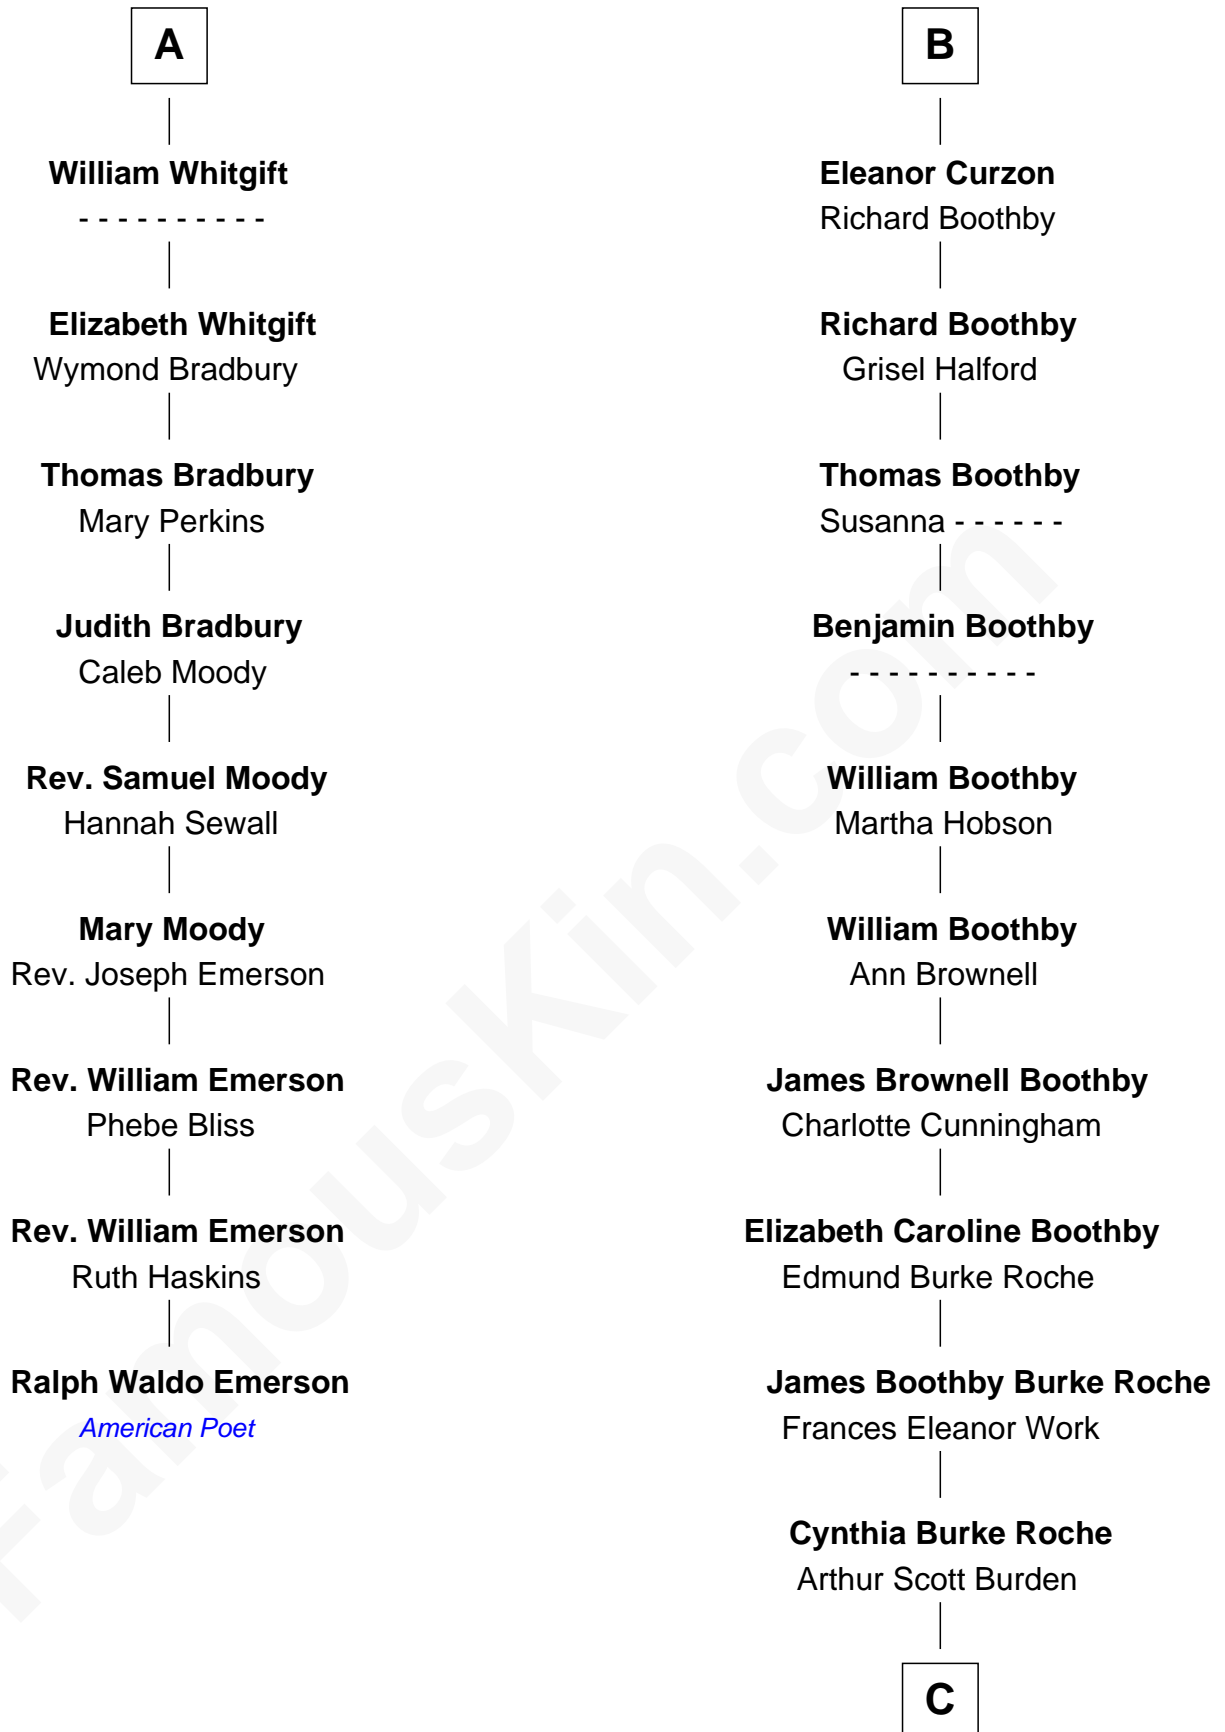 A
William Whitgift
- - - - - - - - - -
Elizabeth Whitgift
Wymond Bradbury
Thomas Bradbury
Mary Perkins
Judith Bradbury
Caleb Moody
Rev. Samuel Moody
Hannah Sewall
Mary Moody
Rev. Joseph Emerson
Rev. William Emerson
Phebe Bliss
Rev. William Emerson
Ruth Haskins
Ralph Waldo Emerson
American Poet
B
Eleanor Curzon
Richard Boothby
Richard Boothby
Grisel Halford
Thomas Boothby
Susanna - - - - - -
Benjamin Boothby
- - - - - - - - - -
William Boothby
Martha Hobson
William Boothby
Ann Brownell
James Brownell Boothby
Charlotte Cunningham
Elizabeth Caroline Boothby
Edmund Burke Roche
James Boothby Burke Roche
Frances Eleanor Work
Cynthia Burke Roche
Arthur Scott Burden
C
FamousKin.com